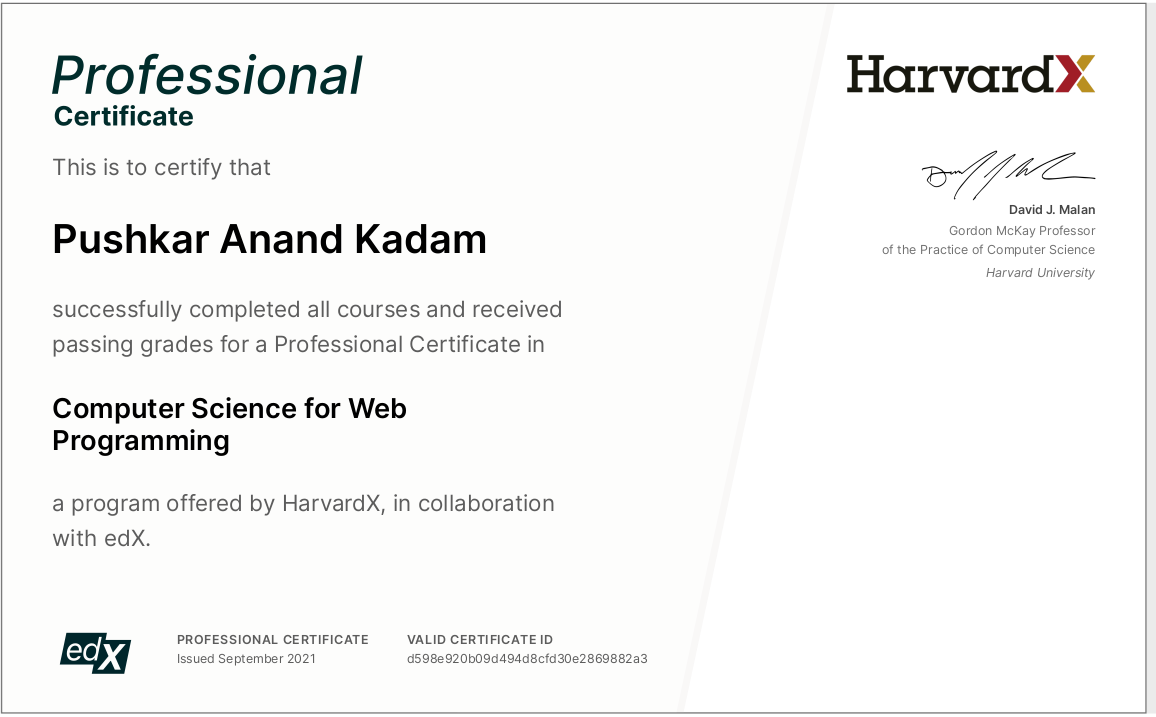 Professional
Certificate
This is to certify that
Pushkar Anand Kadam
successfully completed all courses and received
passing grades for a Professional Certificate in
Computer Science for Web
Programming
a program offered by HarvardX, in collaboration
with edX.
edX
PROFESSIONAL CERTIFICATE
Issued September 2021
VALID CERTIFICATE ID
d598e920b09d494d8cfd30e2869882a3
HarvardX
David J. Malan
Gordon McKay Professor
of the Practice of Computer Science
Harvard University